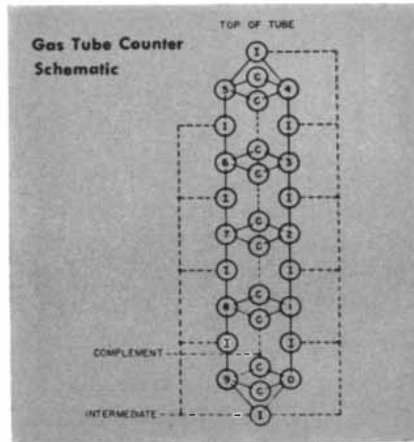 TOP OF TUBE
Gas Tube Counter
Schematic
I
C
5 4
C
I I
C
6 3
C
I I
C
7 2
C
I I
C
8 1
C
I I
COMPLEMENT
C
9 0
C
INTERMEDIATE I